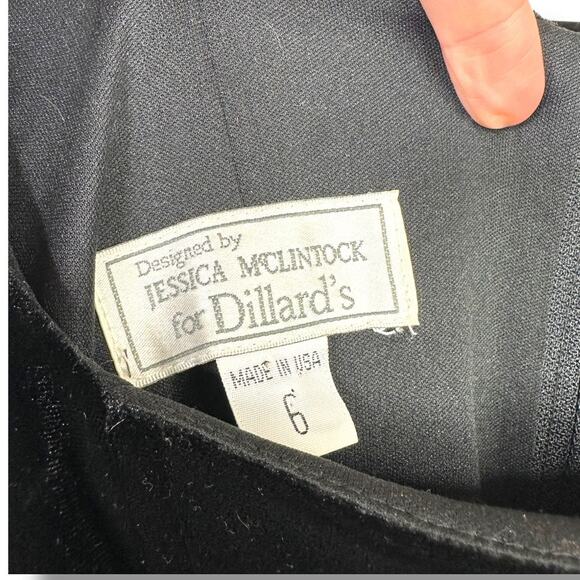 Designed by
JESSICA McCLINTOCK
for Dillard's
MADE IN USA
6